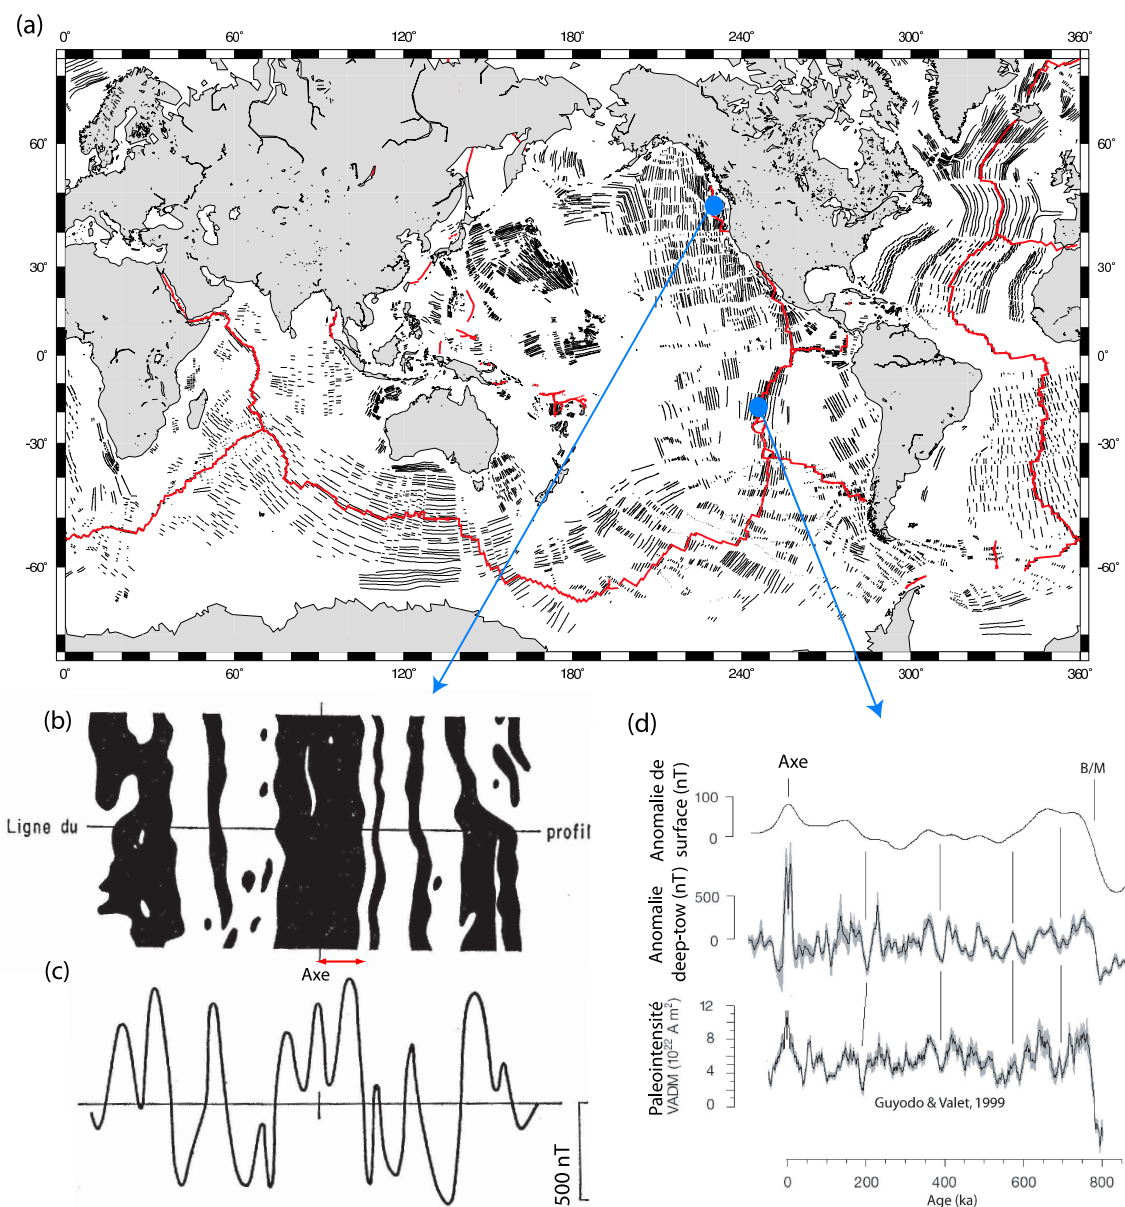 (a)
0° 60° 120° 180° 240° 300° 360°
60° 60°
30° 30°
0° 0°
-30° -30°
-60° -60°
0° 60° 120° 180° 240° 300° 360°
(b)
Ligne du profil
Axe
(c)
500 nT
(d)
Axe
B/M
Anomalie de
surface (nT)
100
0
Anomalie
deep-tow (nT)
500
0
Paleointensité
VADM (10²² A m²)
12
8
4
0
Guyodo & Valet, 1999
0 200 400 600 800
Age (ka)